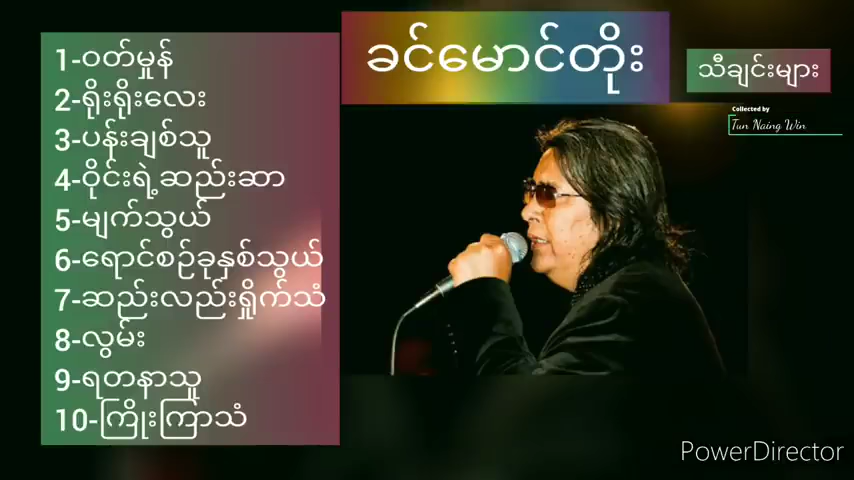 ခင်မောင်တိုး
သီချင်းများ
Collected by
Tun Naing Win
1-ဝတ်မှုန်
2-ရိုးရိုးလေး
3-ပန်းချစ်သူ
4-ဝိုင်းရဲ့ဆည်းဆာ
5-မျက်သွယ်
6-ရောင်စဉ်ခုနှစ်သွယ်
7-ဆည်းလည်းရှိုက်သံ
8-လွမ်း
9-ရတနာသူ
10-ကြိုးကြာသံ
PowerDirector